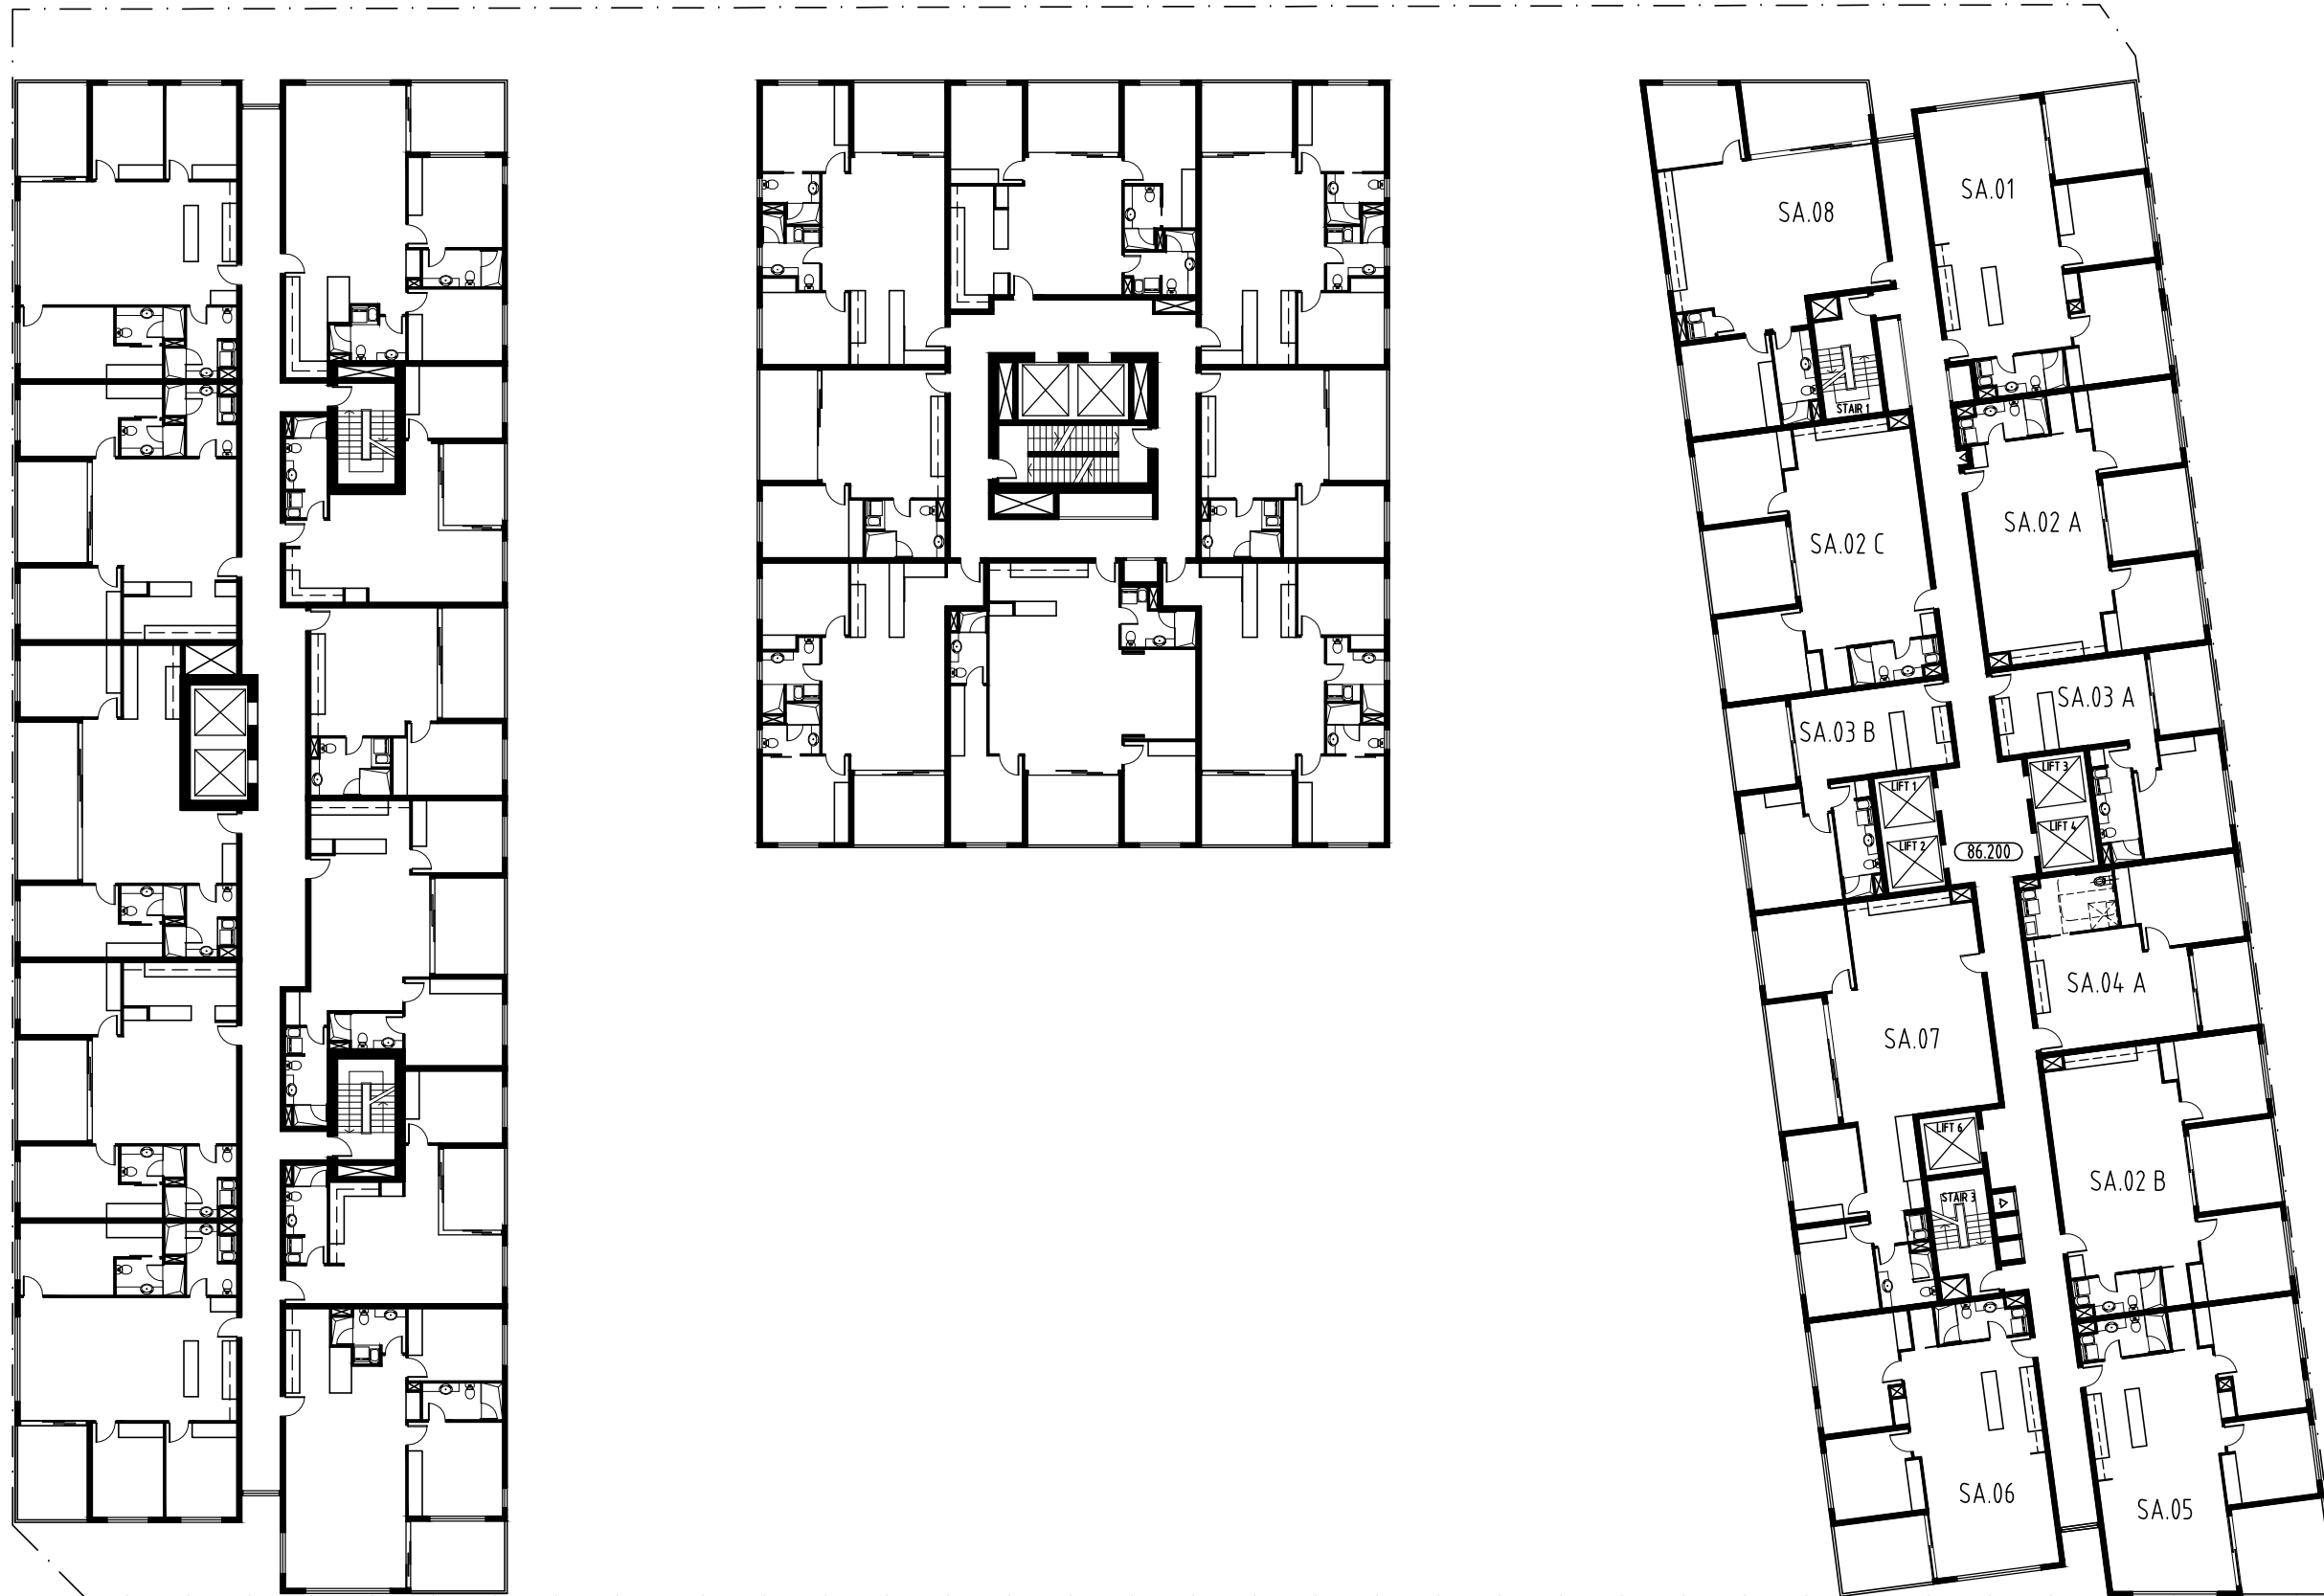 SA.01
SA.08
STAIR 1
SA.02 A
SA.02 C
SA.03 A
SA.03 B
LIFT 3
LIFT 1
LIFT 4
LIFT 2
86.200
SA.04 A
SA.07
LIFT 6
SA.02 B
STAIR 3
SA.06
SA.05